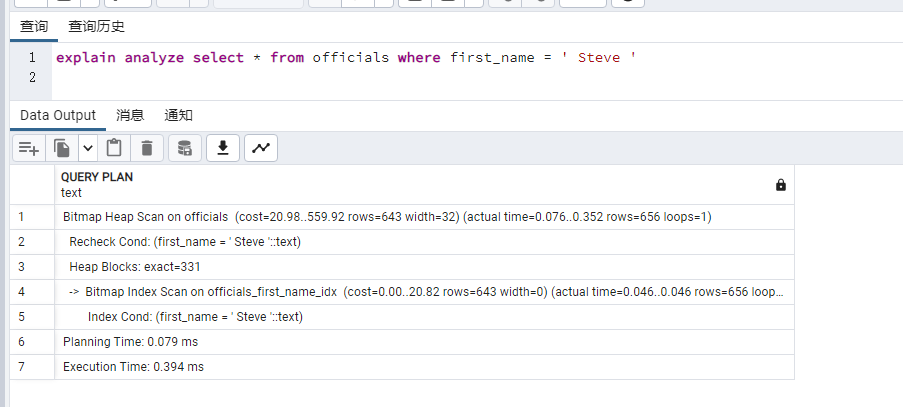 查询 查询历史
1 explain analyze select * from officials where first_name = ' Steve '
2
Data Output 消息 通知
QUERY PLAN
text
1 Bitmap Heap Scan on officials (cost=20.98..559.92 rows=643 width=32) (actual time=0.076..0.352 rows=656 loops=1)
2 Recheck Cond: (first_name = ' Steve '::text)
3 Heap Blocks: exact=331
4 -> Bitmap Index Scan on officials_first_name_idx (cost=0.00..20.82 rows=643 width=0) (actual time=0.046..0.046 rows=656 loop...
5 Index Cond: (first_name = ' Steve '::text)
6 Planning Time: 0.079 ms
7 Execution Time: 0.394 ms